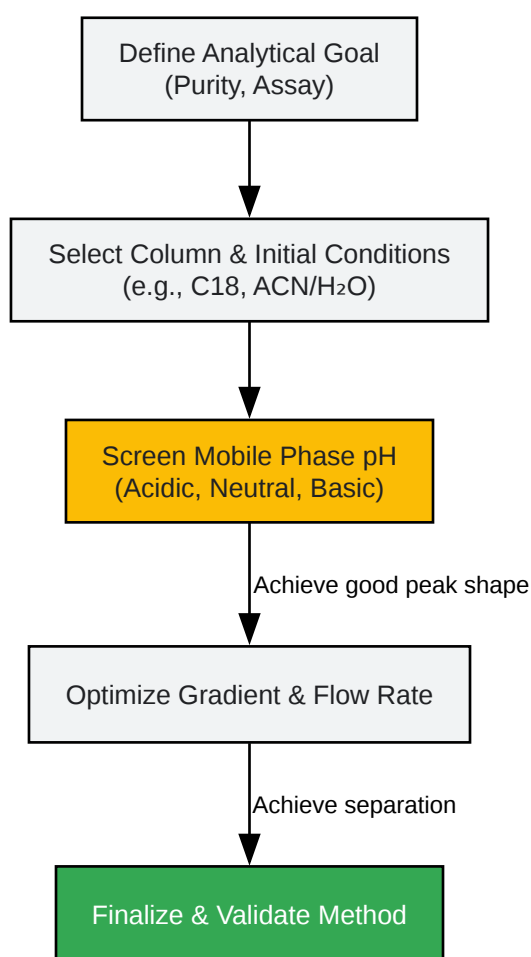 Define Analytical Goal
(Purity, Assay)
Select Column & Initial Conditions
(e.g., C18, ACN/H₂O)
Screen Mobile Phase pH
(Acidic, Neutral, Basic)
Achieve good peak shape
Optimize Gradient & Flow Rate
Achieve separation
Finalize & Validate Method